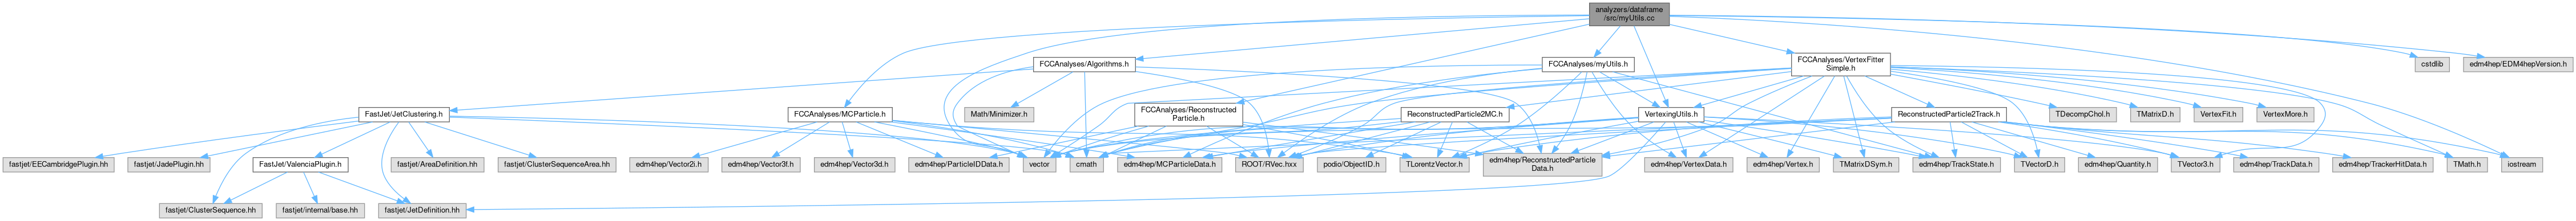 analyzers/dataframe
/src/myUtils.cc
FCCAnalyses/Algorithms.h
FCCAnalyses/myUtils.h
FCCAnalyses/VertexFitter
Simple.h
cstdlib
edm4hep/EDM4hepVersion.h
FastJet/JetClustering.h
FCCAnalyses/MCParticle.h
Math/Minimizer.h
FCCAnalyses/Reconstructed
Particle.h
ReconstructedParticle2MC.h
VertexingUtils.h
ReconstructedParticle2Track.h
TDecompChol.h
TMatrixD.h
VertexFit.h
VertexMore.h
fastjet/EECambridgePlugin.hh
fastjet/JadePlugin.hh
FastJet/ValenciaPlugin.h
fastjet/AreaDefinition.hh
fastjet/ClusterSequenceArea.hh
edm4hep/Vector2i.h
edm4hep/Vector3f.h
edm4hep/Vector3d.h
edm4hep/ParticleIDData.h
vector
cmath
edm4hep/MCParticleData.h
ROOT/RVec.hxx
podio/ObjectID.h
TLorentzVector.h
edm4hep/ReconstructedParticle
Data.h
edm4hep/VertexData.h
edm4hep/Vertex.h
TMatrixDSym.h
edm4hep/TrackState.h
TVectorD.h
edm4hep/Quantity.h
TVector3.h
edm4hep/TrackData.h
edm4hep/TrackerHitData.h
TMath.h
iostream
fastjet/ClusterSequence.hh
fastjet/internal/base.hh
fastjet/JetDefinition.hh